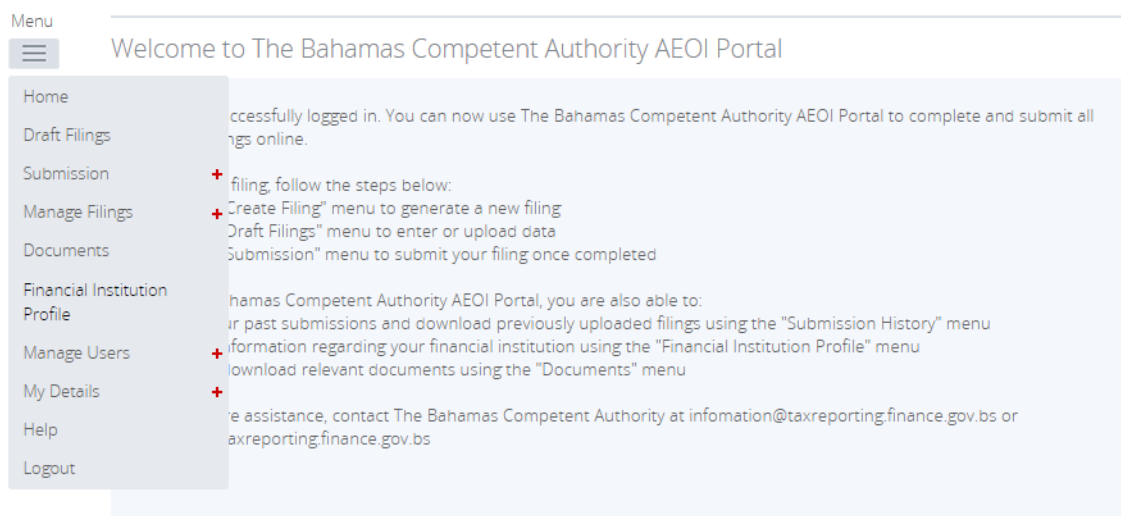 Menu
Welcome to The Bahamas Competent Authority AEOI Portal
Home
Draft Filings
Submission
Manage Filings
Documents
Financial Institution
Profile
Manage Users
My Details
Help
Logout
ccessfully logged in. You can now use The Bahamas Competent Authority AEOI Portal to complete and submit all
ngs online.
filing, follow the steps below:
Create Filing" menu to generate a new filing
Draft Filings" menu to enter or upload data
Submission" menu to submit your filing once completed
hamas Competent Authority AEOI Portal, you are also able to:
ur past submissions and download previously uploaded filings using the "Submission History" menu
nformation regarding your financial institution using the "Financial Institution Profile" menu
download relevant documents using the "Documents" menu
e assistance, contact The Bahamas Competent Authority at infomation@taxreporting.finance.gov.bs or
axreporting.finance.gov.bs